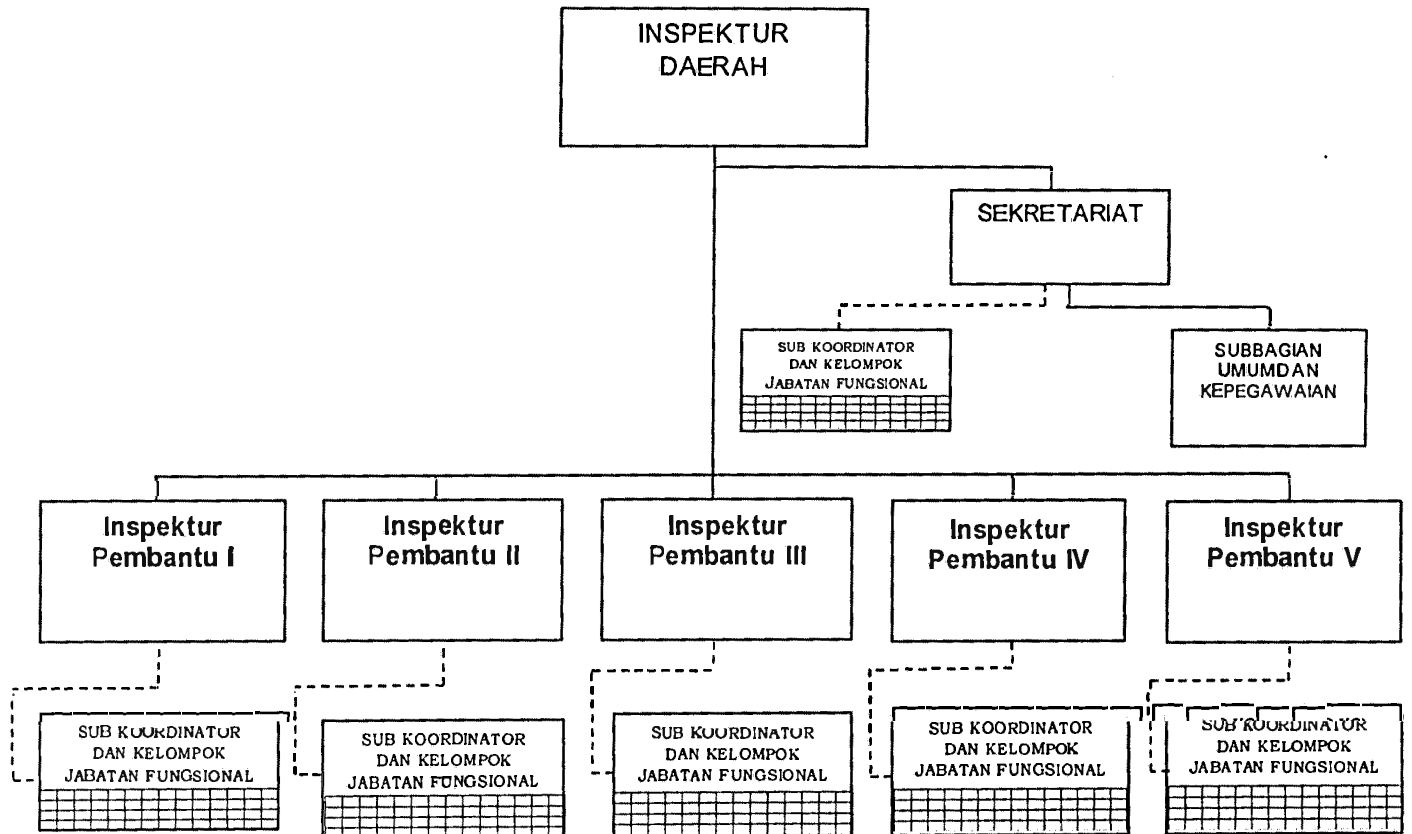 INSPEKTUR
DAERAH
SEKRETARIAT
SUB KOORDINATOR
DAN KELOMPOK
JABATAN FUNGSIONAL
SUBBAGIAN
UMUMDAN
KEPEGAWAIAN
Inspektur
Pembantu I
Inspektur
Pembantu II
Inspektur
Pembantu III
Inspektur
Pembantu IV
Inspektur
Pembantu V
SUB KOORDINATOR
DAN KELOMPOK
JABATAN FUNGSIONAL
SUB KOORDINATOR
DAN KELOMPOK
JABATAN FUNGSIONAL
SUB KOORDINATOR
DAN KELOMPOK
JABATAN FUNGSIONAL
SUB KOORDINATOR
DAN KELOMPOK
JABATAN FUNGSIONAL
SUB KOORDINATOR
DAN KELOMPOK
JABATAN FUNGSIONAL